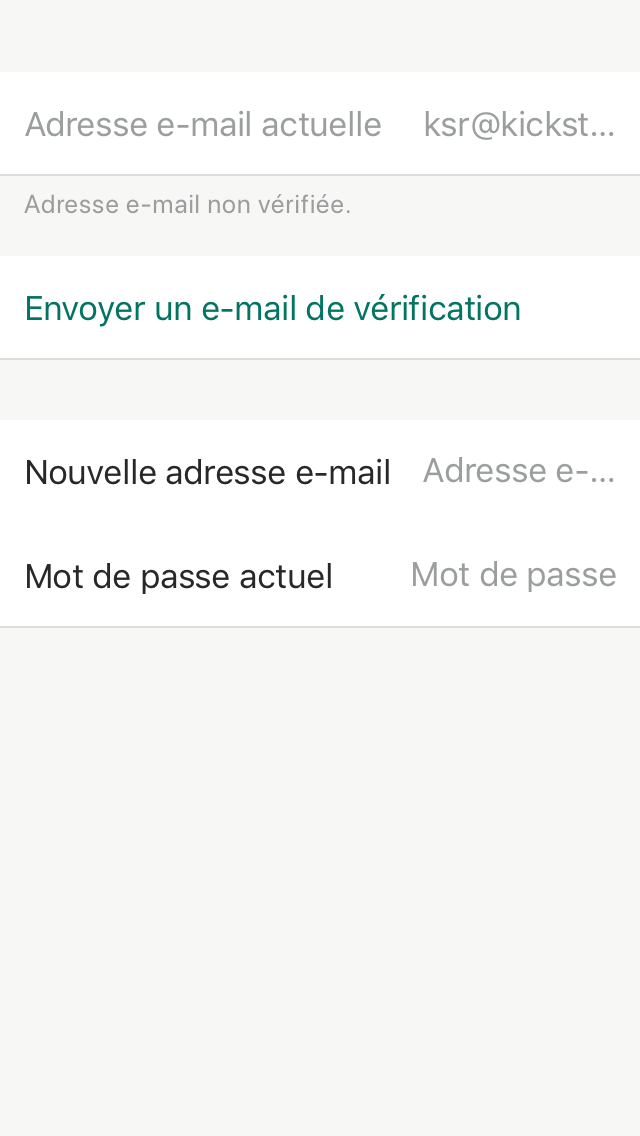 Adresse e-mail actuelle ksr@kickst...
Adresse e-mail non vérifiée.
Envoyer un e-mail de vérification
Nouvelle adresse e-mail Adresse e-...
Mot de passe actuel Mot de passe